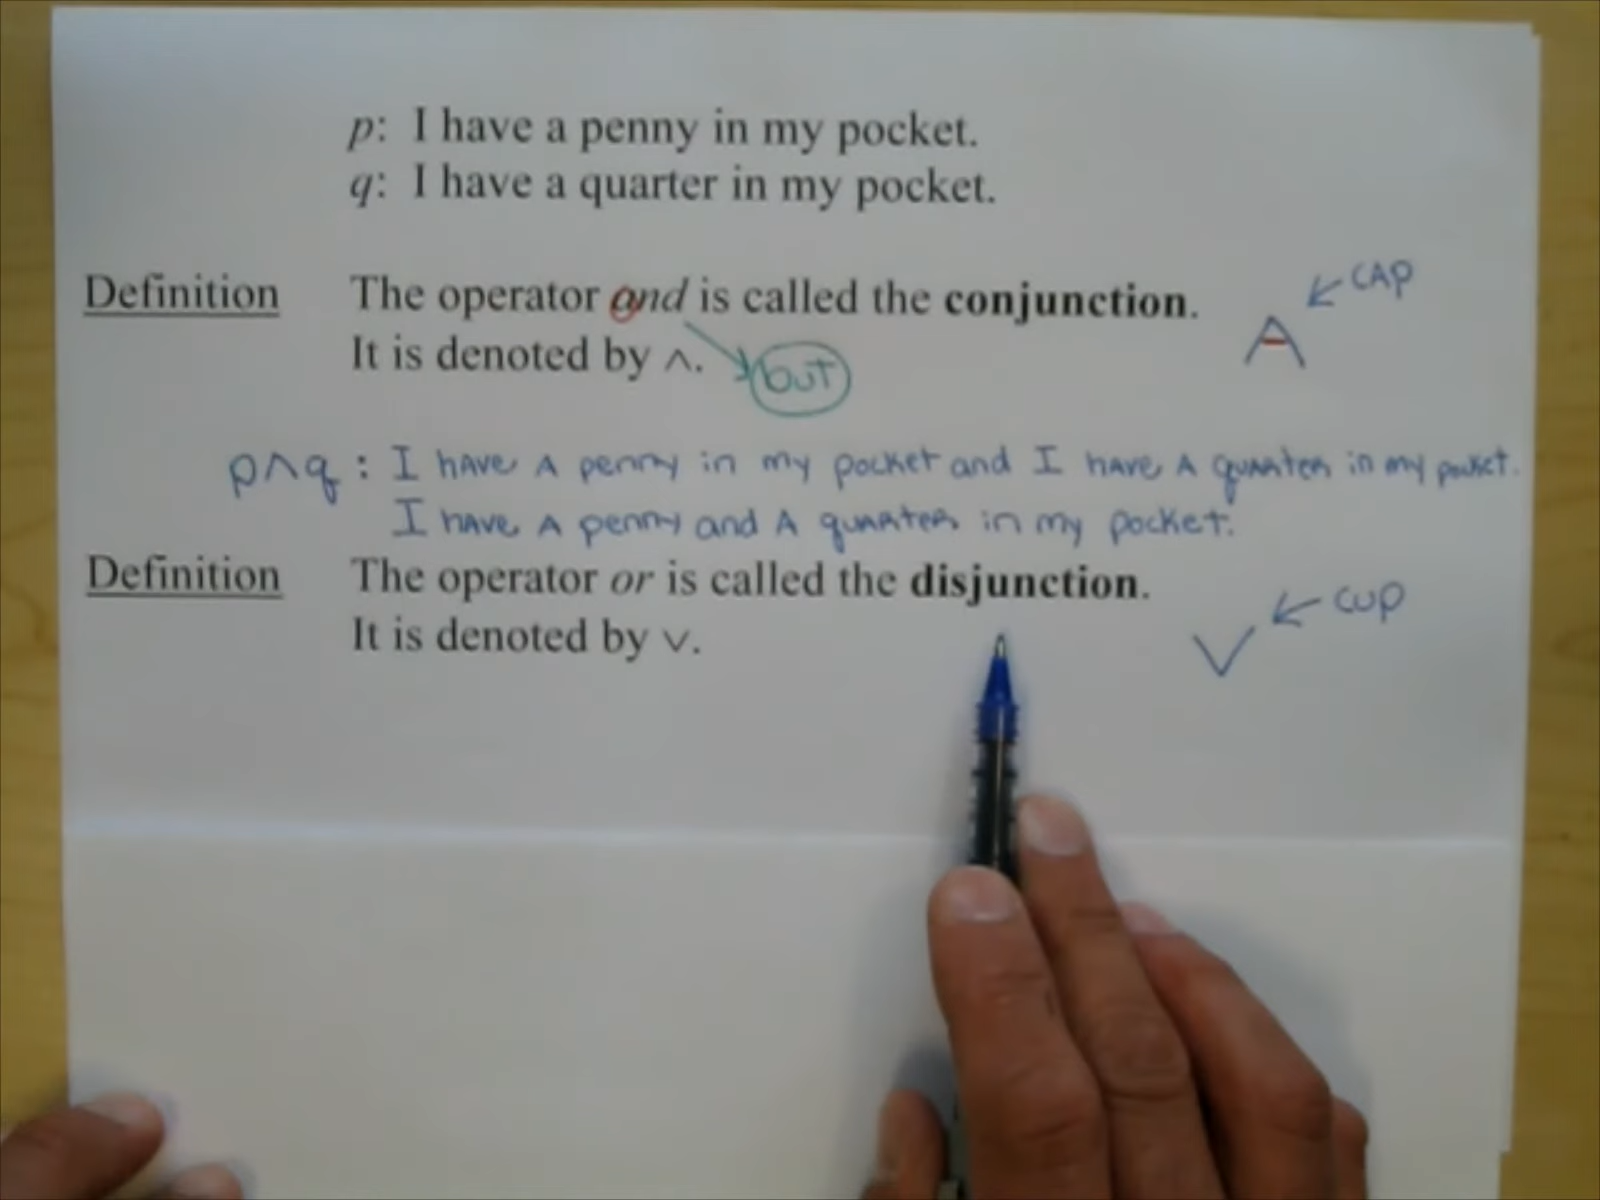 p: I have a penny in my pocket.
q: I have a quarter in my pocket.
Definition The operator and is called the conjunction.
It is denoted by ∧.
but
A ← CAP
p∧q : I HAVE A penny in my pocket and I HAVE A quarter in my pocket.
I HAVE A penny and A quarter in my pocket.
Definition The operator or is called the disjunction.
It is denoted by ∨.
∨ ← cup